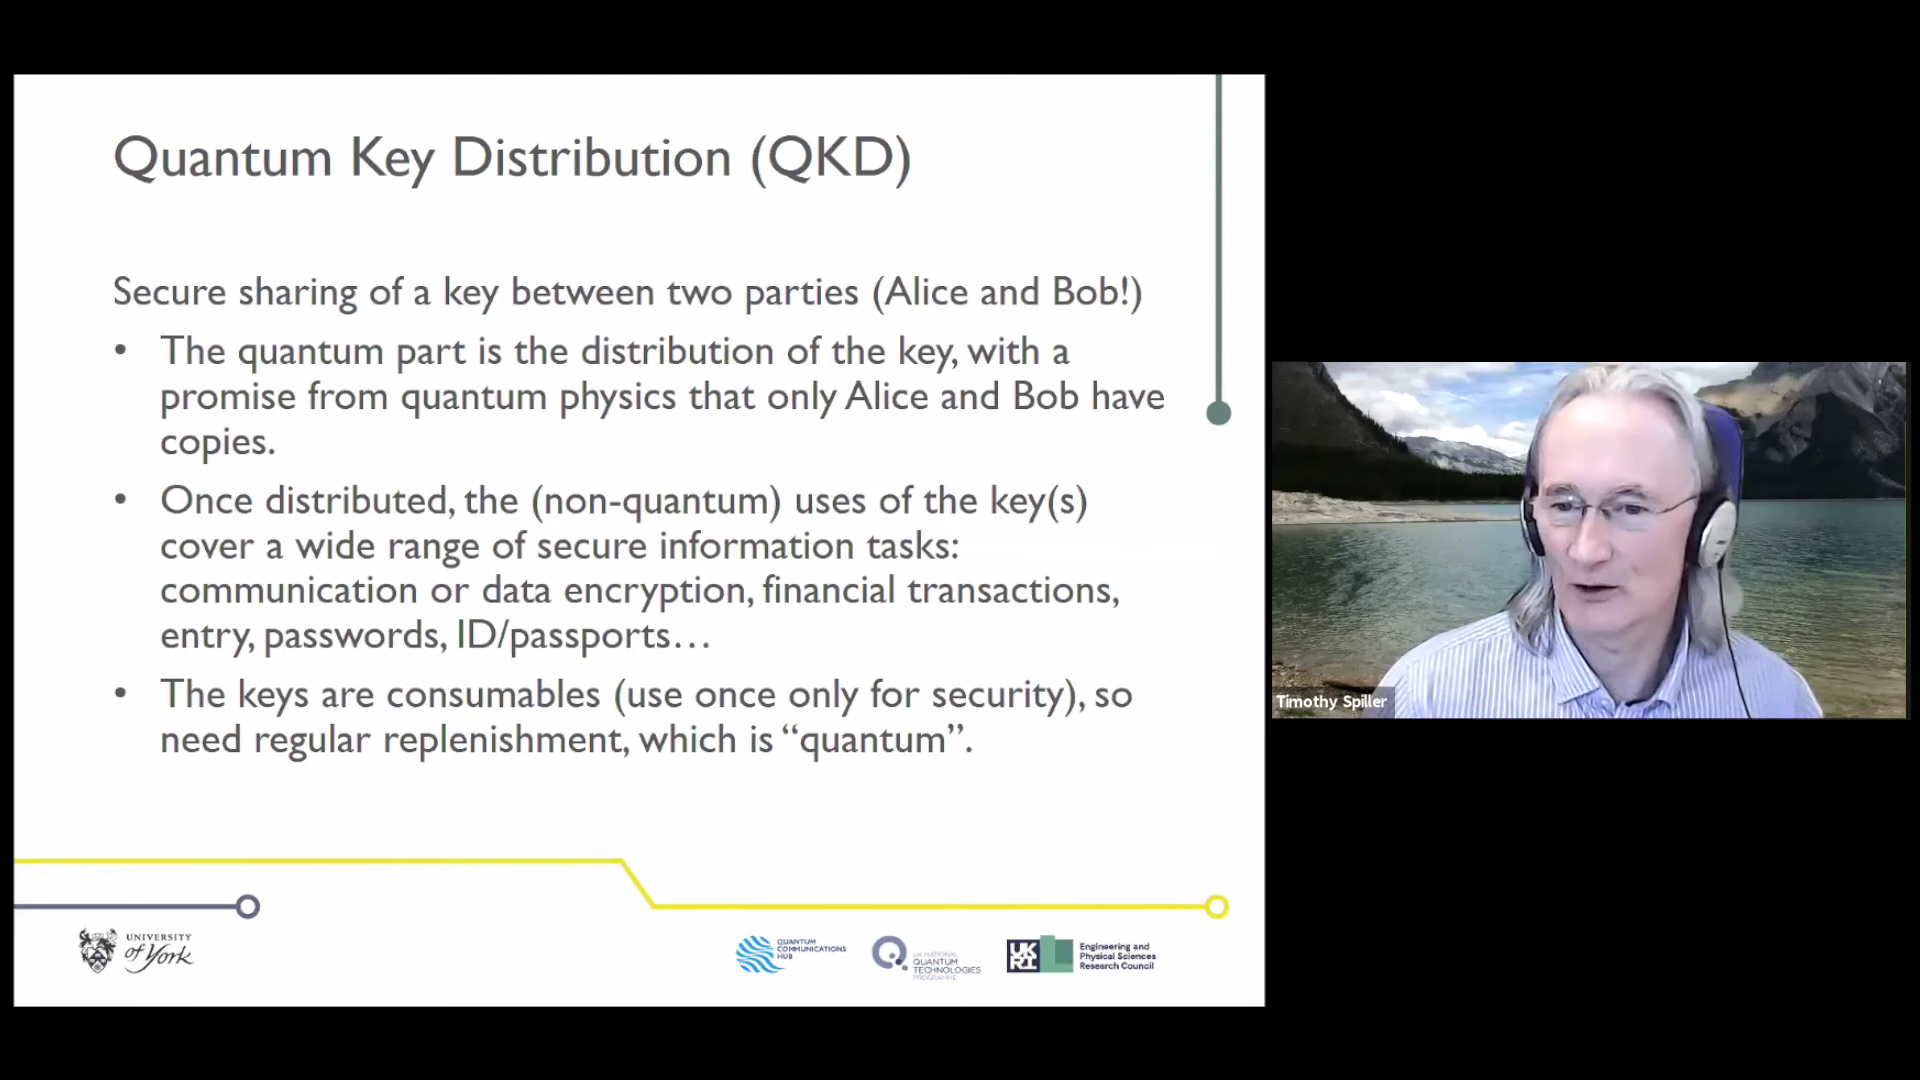 Quantum Key Distribution (QKD)
Secure sharing of a key between two parties (Alice and Bob!)
• The quantum part is the distribution of the key, with a
promise from quantum physics that only Alice and Bob have
copies.
• Once distributed, the (non-quantum) uses of the key(s)
cover a wide range of secure information tasks:
communication or data encryption, financial transactions,
entry, passwords, ID/passports…
• The keys are consumables (use once only for security), so
need regular replenishment, which is “quantum”.
UNIVERSITY
of York
QUANTUM
COMMUNICATIONS
HUB
UK NATIONAL
QUANTUM
TECHNOLOGIES
PROGRAMME
UK
RI
Engineering and
Physical Sciences
Research Council
Timothy Spiller